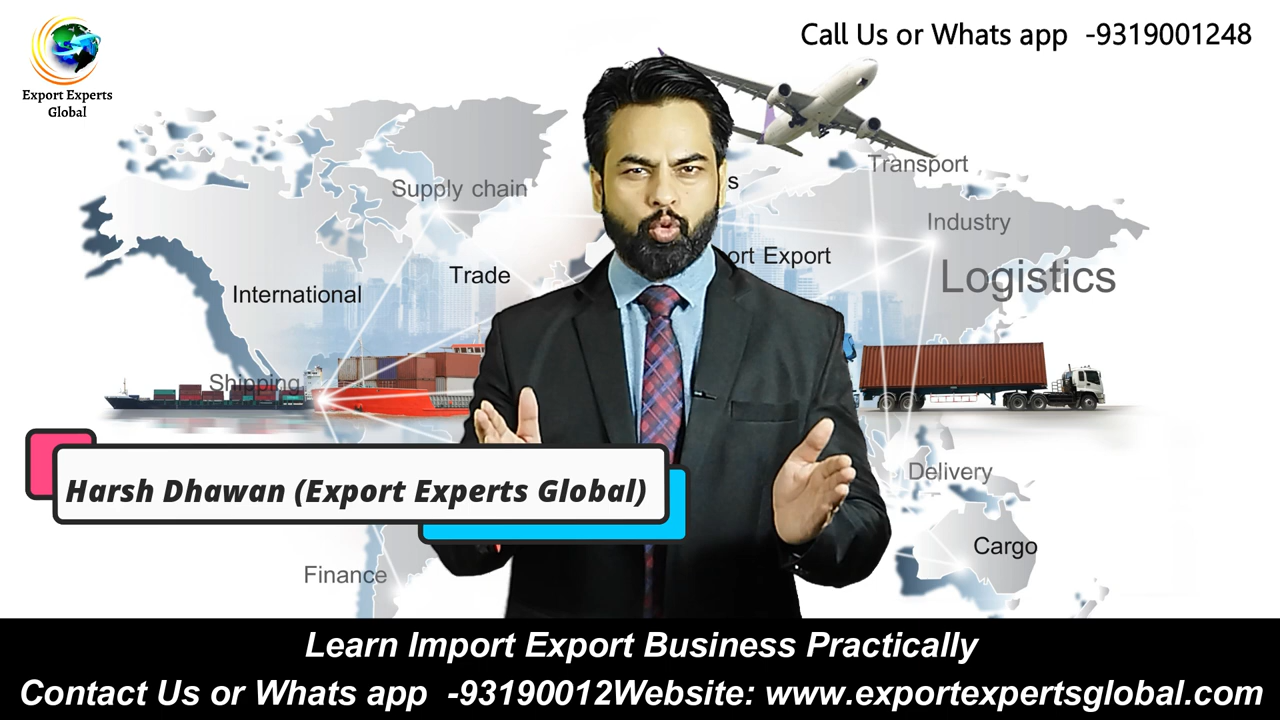 Call Us or Whats app -9319001248
Export Experts
Global
Transport
Supply chain
s
Industry
ort Export
Trade
Logistics
International
Shipping
Delivery
Harsh Dhawan (Export Experts Global)
Cargo
Finance
Learn Import Export Business Practically
Contact Us or Whats app -93190012Website: www.exportexpertsglobal.com